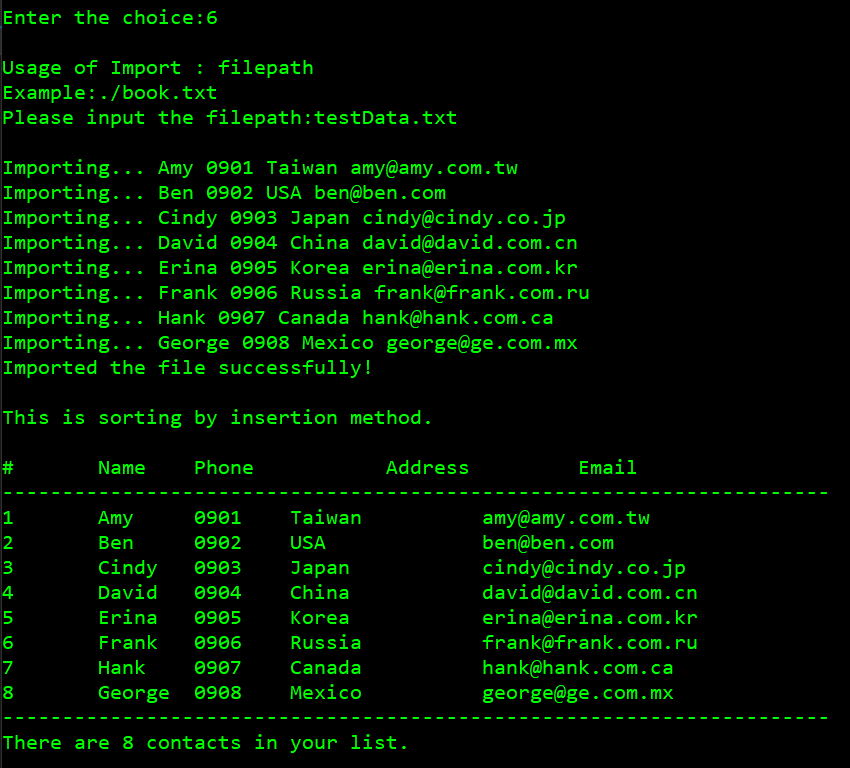 Enter the choice:6
Usage of Import : filepath
Example:./book.txt
Please input the filepath:testData.txt
Importing... Amy 0901 Taiwan amy@amy.com.tw
Importing... Ben 0902 USA ben@ben.com
Importing... Cindy 0903 Japan cindy@cindy.co.jp
Importing... David 0904 China david@david.com.cn
Importing... Erina 0905 Korea erina@erina.com.kr
Importing... Frank 0906 Russia frank@frank.com.ru
Importing... Hank 0907 Canada hank@hank.com.ca
Importing... George 0908 Mexico george@ge.com.mx
Imported the file successfully!
This is sorting by insertion method.
#       Name    Phone           Address         Email
---------------------------------------------------------------------
1       Amy     0901    Taiwan          amy@amy.com.tw
2       Ben     0902    USA             ben@ben.com
3       Cindy   0903    Japan           cindy@cindy.co.jp
4       David   0904    China           david@david.com.cn
5       Erina   0905    Korea           erina@erina.com.kr
6       Frank   0906    Russia          frank@frank.com.ru
7       Hank    0907    Canada          hank@hank.com.ca
8       George  0908    Mexico          george@ge.com.mx
---------------------------------------------------------------------
There are 8 contacts in your list.